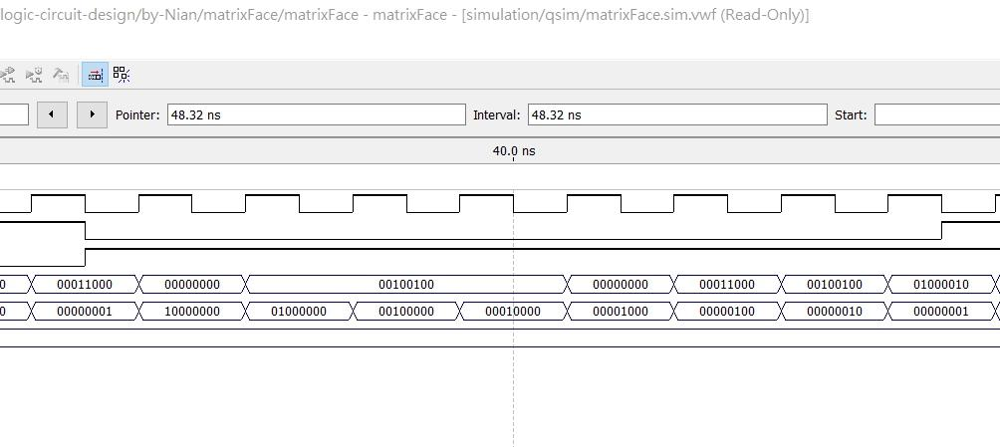 logic-circuit-design/by-Nian/matrixFace/matrixFace - matrixFace - [simulation/qsim/matrixFace.sim.vwf (Read-Only)]
Pointer: 48.32 ns Interval: 48.32 ns Start:
40.0 ns
0 00011000 00000000 00100100 00000000 00011000 00100100 01000010
0 00000001 10000000 01000000 00100000 00010000 00001000 00000100 00000010 00000001